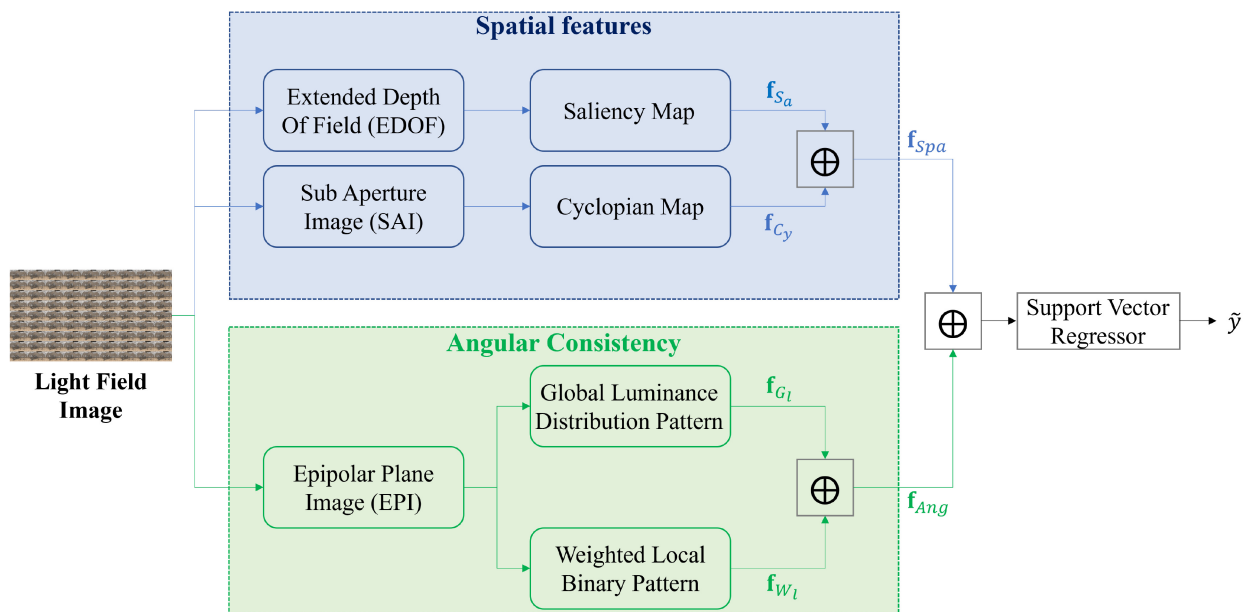 Spatial features
Extended Depth
Of Field (EDOF)
Saliency Map
f_{S_a}
Sub Aperture
Image (SAI)
Cyclopian Map
f_{C_y}
⊕
f_{Spa}
Light Field
Image
Angular Consistency
Epipolar Plane
Image (EPI)
Global Luminance
Distribution Pattern
f_{G_l}
Weighted Local
Binary Pattern
f_{W_l}
⊕
f_{Ang}
⊕
Support Vector
Regressor
ỹ